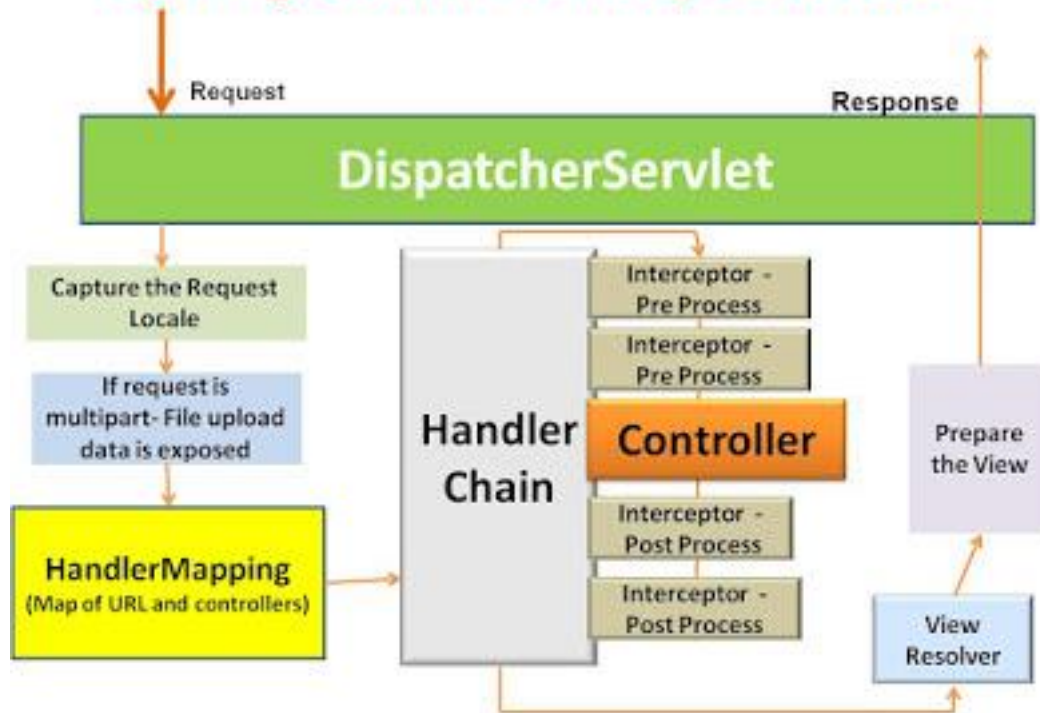 Request
Response
DispatcherServlet
Capture the Request
Locale
If request is
multipart- File upload
data is exposed
HandlerMapping
(Map of URL and controllers)
Handler
Chain
Interceptor -
Pre Process
Interceptor -
Pre Process
Controller
Interceptor -
Post Process
Interceptor -
Post Process
Prepare
the View
View
Resolver